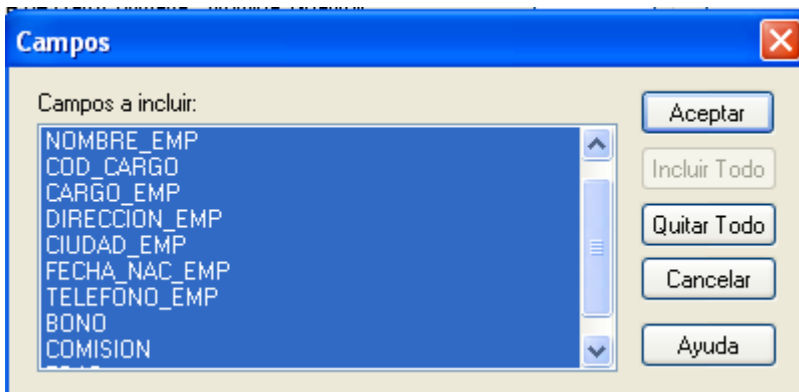 Campos
Campos a incluir:
NOMBRE_EMP
COD_CARGO
CARGO_EMP
DIRECCION_EMP
CIUDAD_EMP
FECHA_NAC_EMP
TELEFONO_EMP
BONO
COMISION
Aceptar
Incluir Todo
Quitar Todo
Cancelar
Ayuda